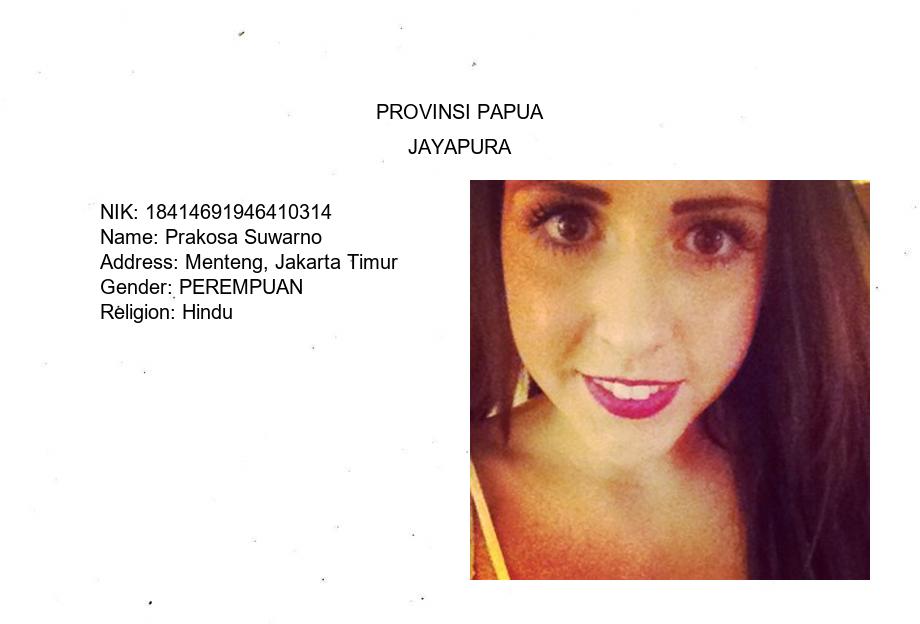 PROVINSI PAPUA
JAYAPURA
NIK: 18414691946410314
Name: Prakosa Suwarno
Address: Menteng, Jakarta Timur
Gender: PEREMPUAN
Religion: Hindu